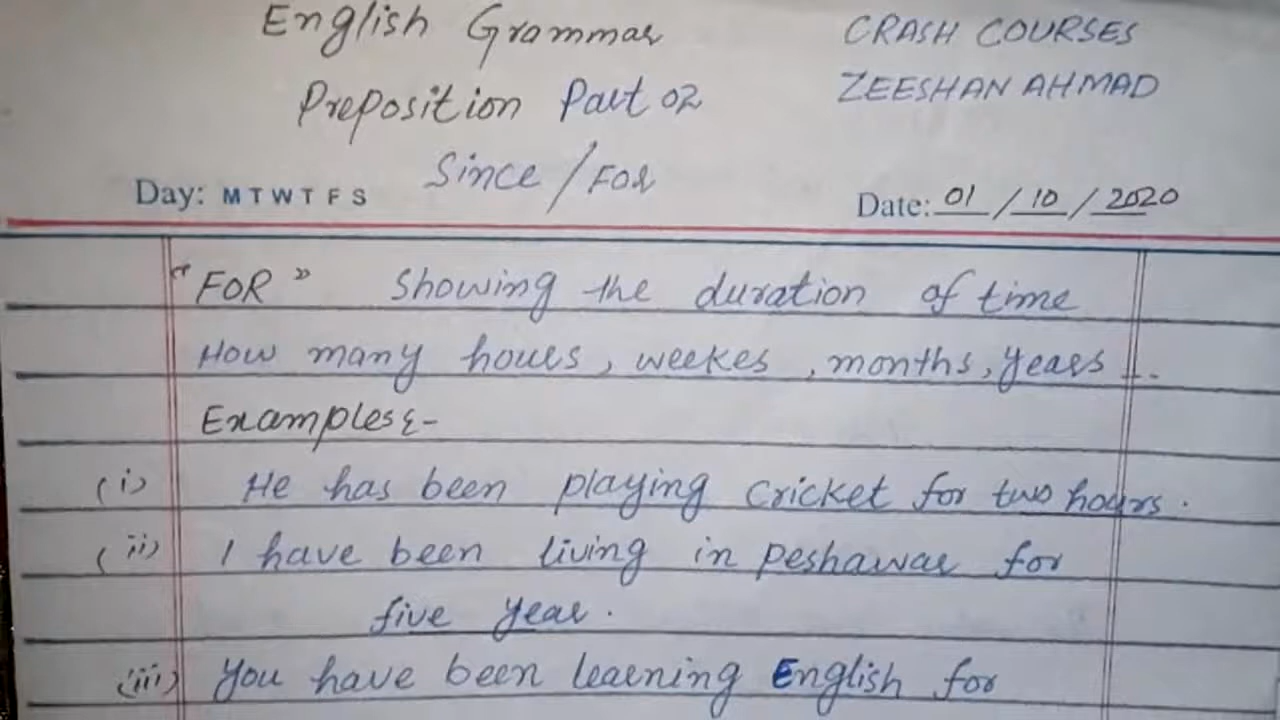 English Grammar
CRASH COURSES
Preposition Part 02
ZEESHAN AHMAD
Since / For
Day: M T W T F S
Date: 01 / 10 / 2020
"FOR" Showing the duration of time
How many hours, weekes, months, years ...
Examples:-
(i) He has been playing cricket for two hours.
(ii) I have been living in Peshawar for
five year.
(iii) You have been learning English for